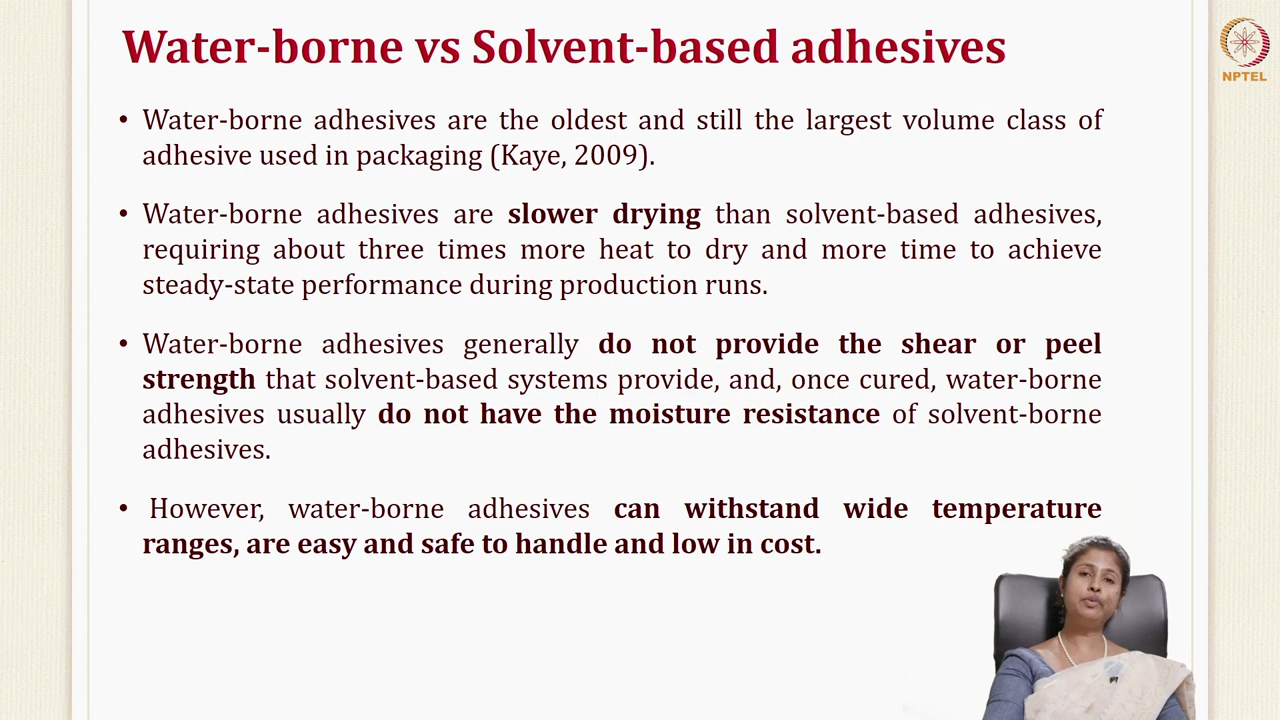 Water-borne vs Solvent-based adhesives
NPTEL
• Water-borne adhesives are the oldest and still the largest volume class of
adhesive used in packaging (Kaye, 2009).
• Water-borne adhesives are slower drying than solvent-based adhesives,
requiring about three times more heat to dry and more time to achieve
steady-state performance during production runs.
• Water-borne adhesives generally do not provide the shear or peel
strength that solvent-based systems provide, and, once cured, water-borne
adhesives usually do not have the moisture resistance of solvent-borne
adhesives.
• However, water-borne adhesives can withstand wide temperature
ranges, are easy and safe to handle and low in cost.